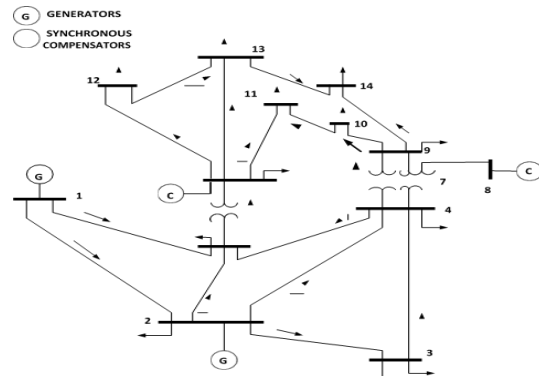 G GENERATORS
SYNCHRONOUS
COMPENSATORS
13
12
14
11
10
9
G
1
C
7
8
C
4
2
G
3